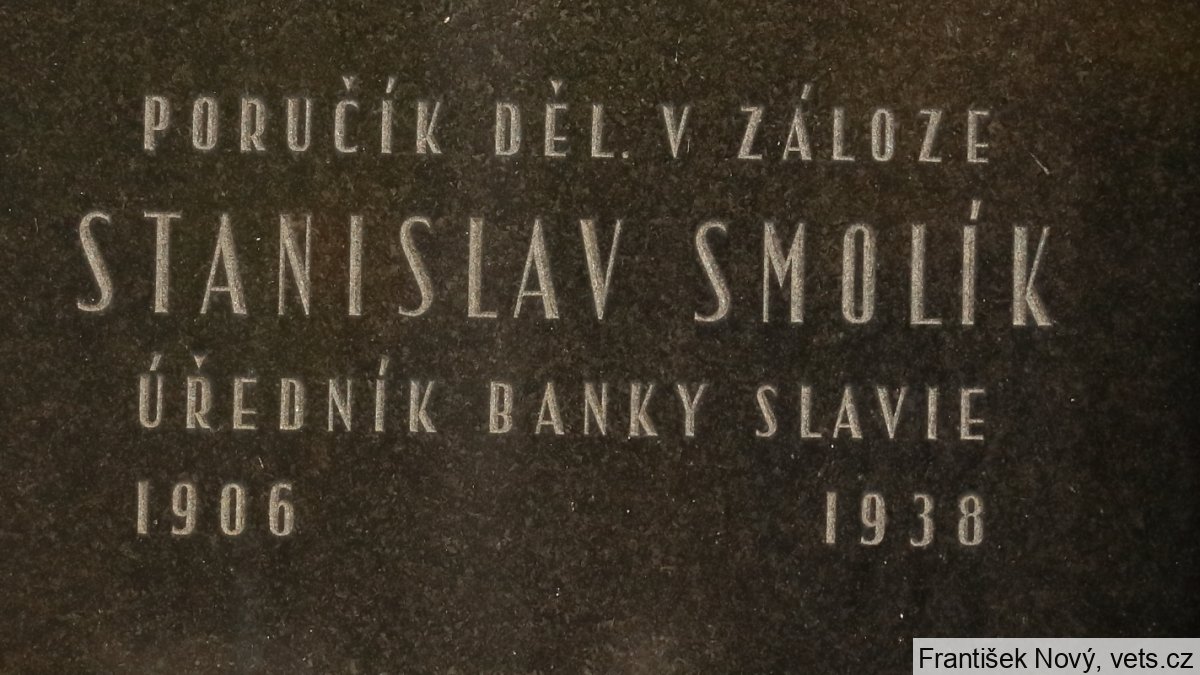 PORUČÍK DĚL. V ZÁLOZE
STANISLAV SMOLÍK
ÚŘEDNÍK BANKY SLAVIE
1906 1938
František Nový, vets.cz